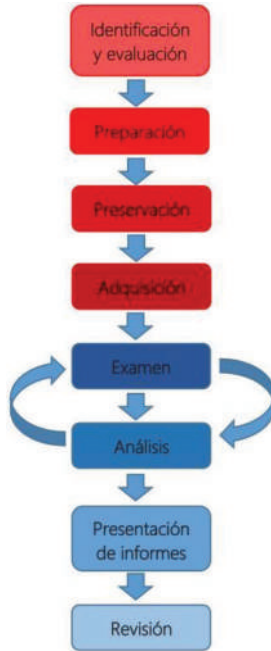 Identificación
y evaluación
Preparación
Preservación
Adquisición
Examen
Análisis
Presentación
de informes
Revisión